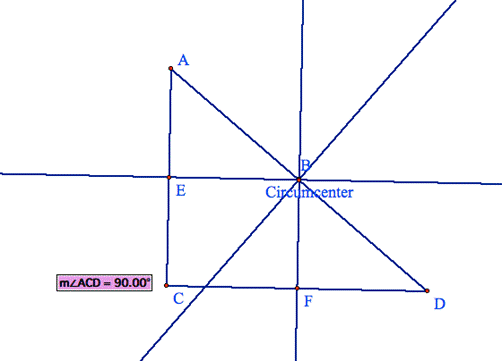 A
B
E
Circumcenter
m∠ACD = 90.00°
C
F
D